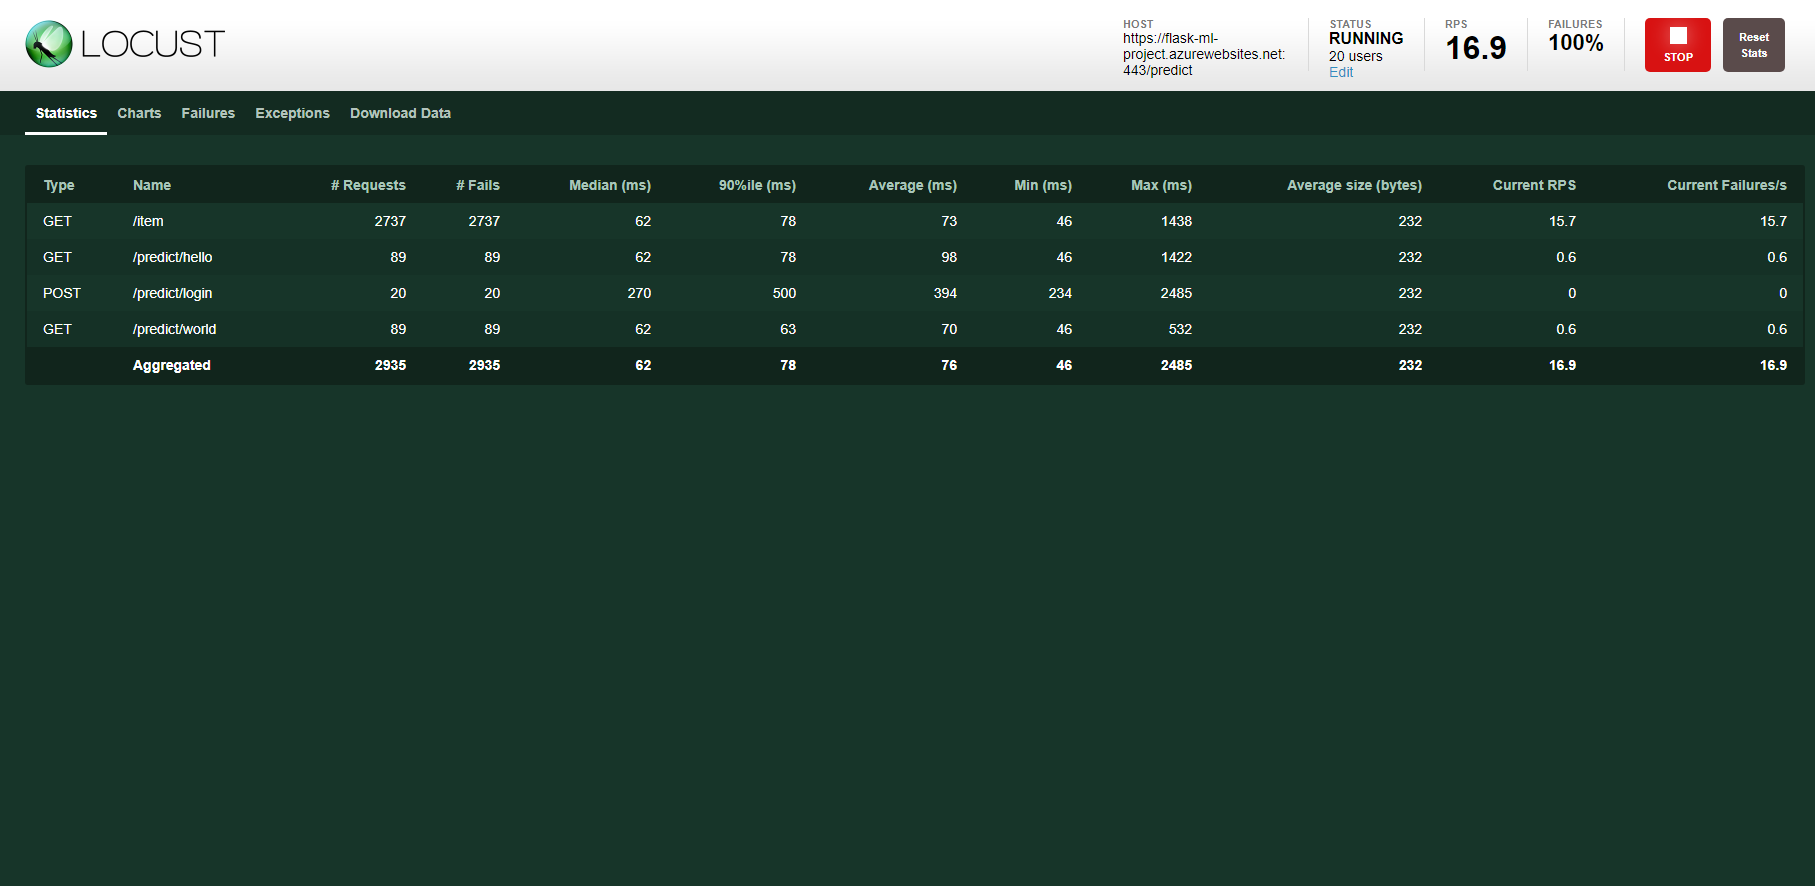 LOCUST
HOST
https://flask-ml-
project.azurewebsites.net:
443/predict
STATUS
RUNNING
20 users
Edit
RPS
16.9
FAILURES
100%
STOP
Reset
Stats
Statistics Charts Failures Exceptions Download Data
Type Name # Requests # Fails Median (ms) 90%ile (ms) Average (ms) Min (ms) Max (ms) Average size (bytes) Current RPS Current Failures/s
GET /item 2737 2737 62 78 73 46 1438 232 15.7 15.7
GET /predict/hello 89 89 62 78 98 46 1422 232 0.6 0.6
POST /predict/login 20 20 270 500 394 234 2485 232 0 0
GET /predict/world 89 89 62 63 70 46 532 232 0.6 0.6
Aggregated 2935 2935 62 78 76 46 2485 232 16.9 16.9